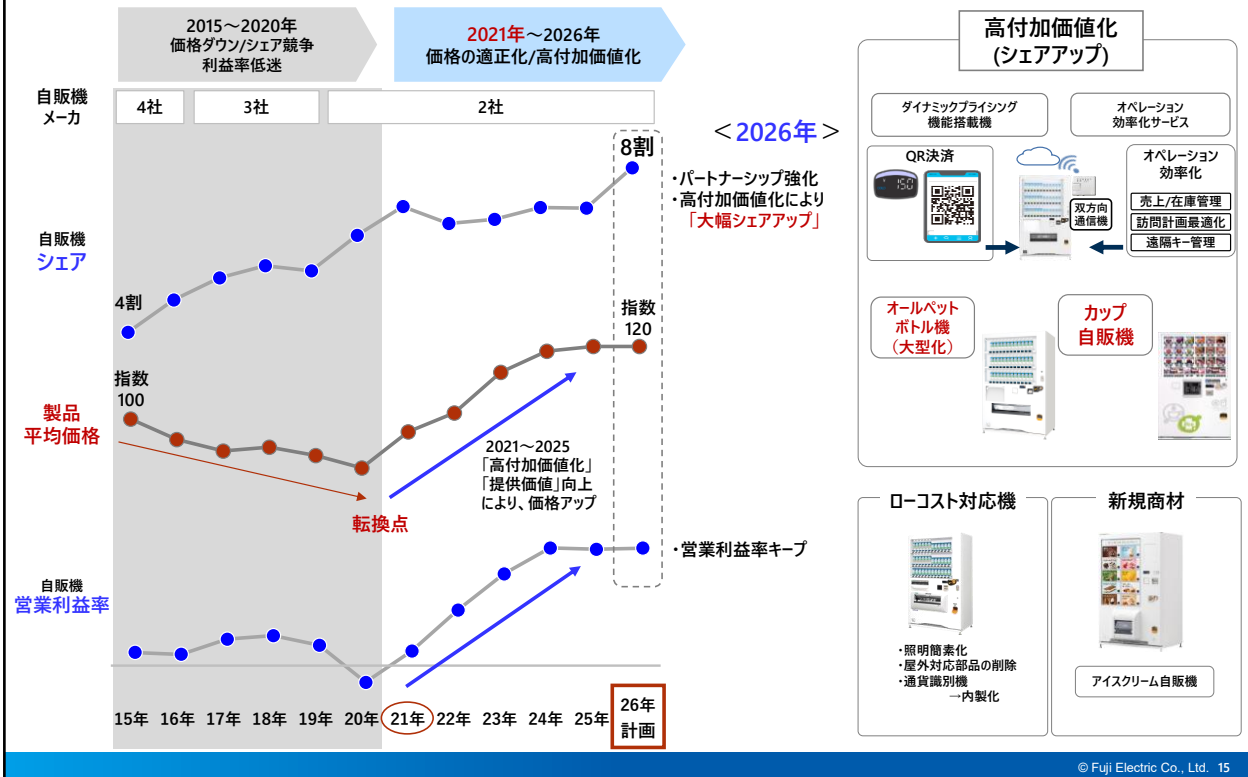 2015~2020年
価格ダウン/シェア競争
利益率低迷
2021年~2026年
価格の適正化/高付加価値化
自販機
メーカ
4社
3社
2社
自販機
シェア
4割
8割
製品
平均価格
指数
100
指数
120
転換点
2021~2025
「高付加価値化」
「提供価値」向上
により、価格アップ
自販機
営業利益率
15年
16年
17年
18年
19年
20年
21年
22年
23年
24年
25年
26年
計画
<2026年>
・パートナーシップ強化
・高付加価値化により
「大幅シェアアップ」
・営業利益率キープ
高付加価値化
(シェアアップ)
ダイナミックプライシング
機能搭載機
オペレーション
効率化サービス
QR決済
150
双方向
通信機
オペレーション
効率化
売上/在庫管理
訪問計画最適化
遠隔キー管理
オールペット
ボトル機
(大型化)
カップ
自販機
ローコスト対応機
・照明簡素化
・屋外対応部品の削除
・通貨識別機
→内製化
新規商材
アイスクリーム自販機
© Fuji Electric Co., Ltd. 15